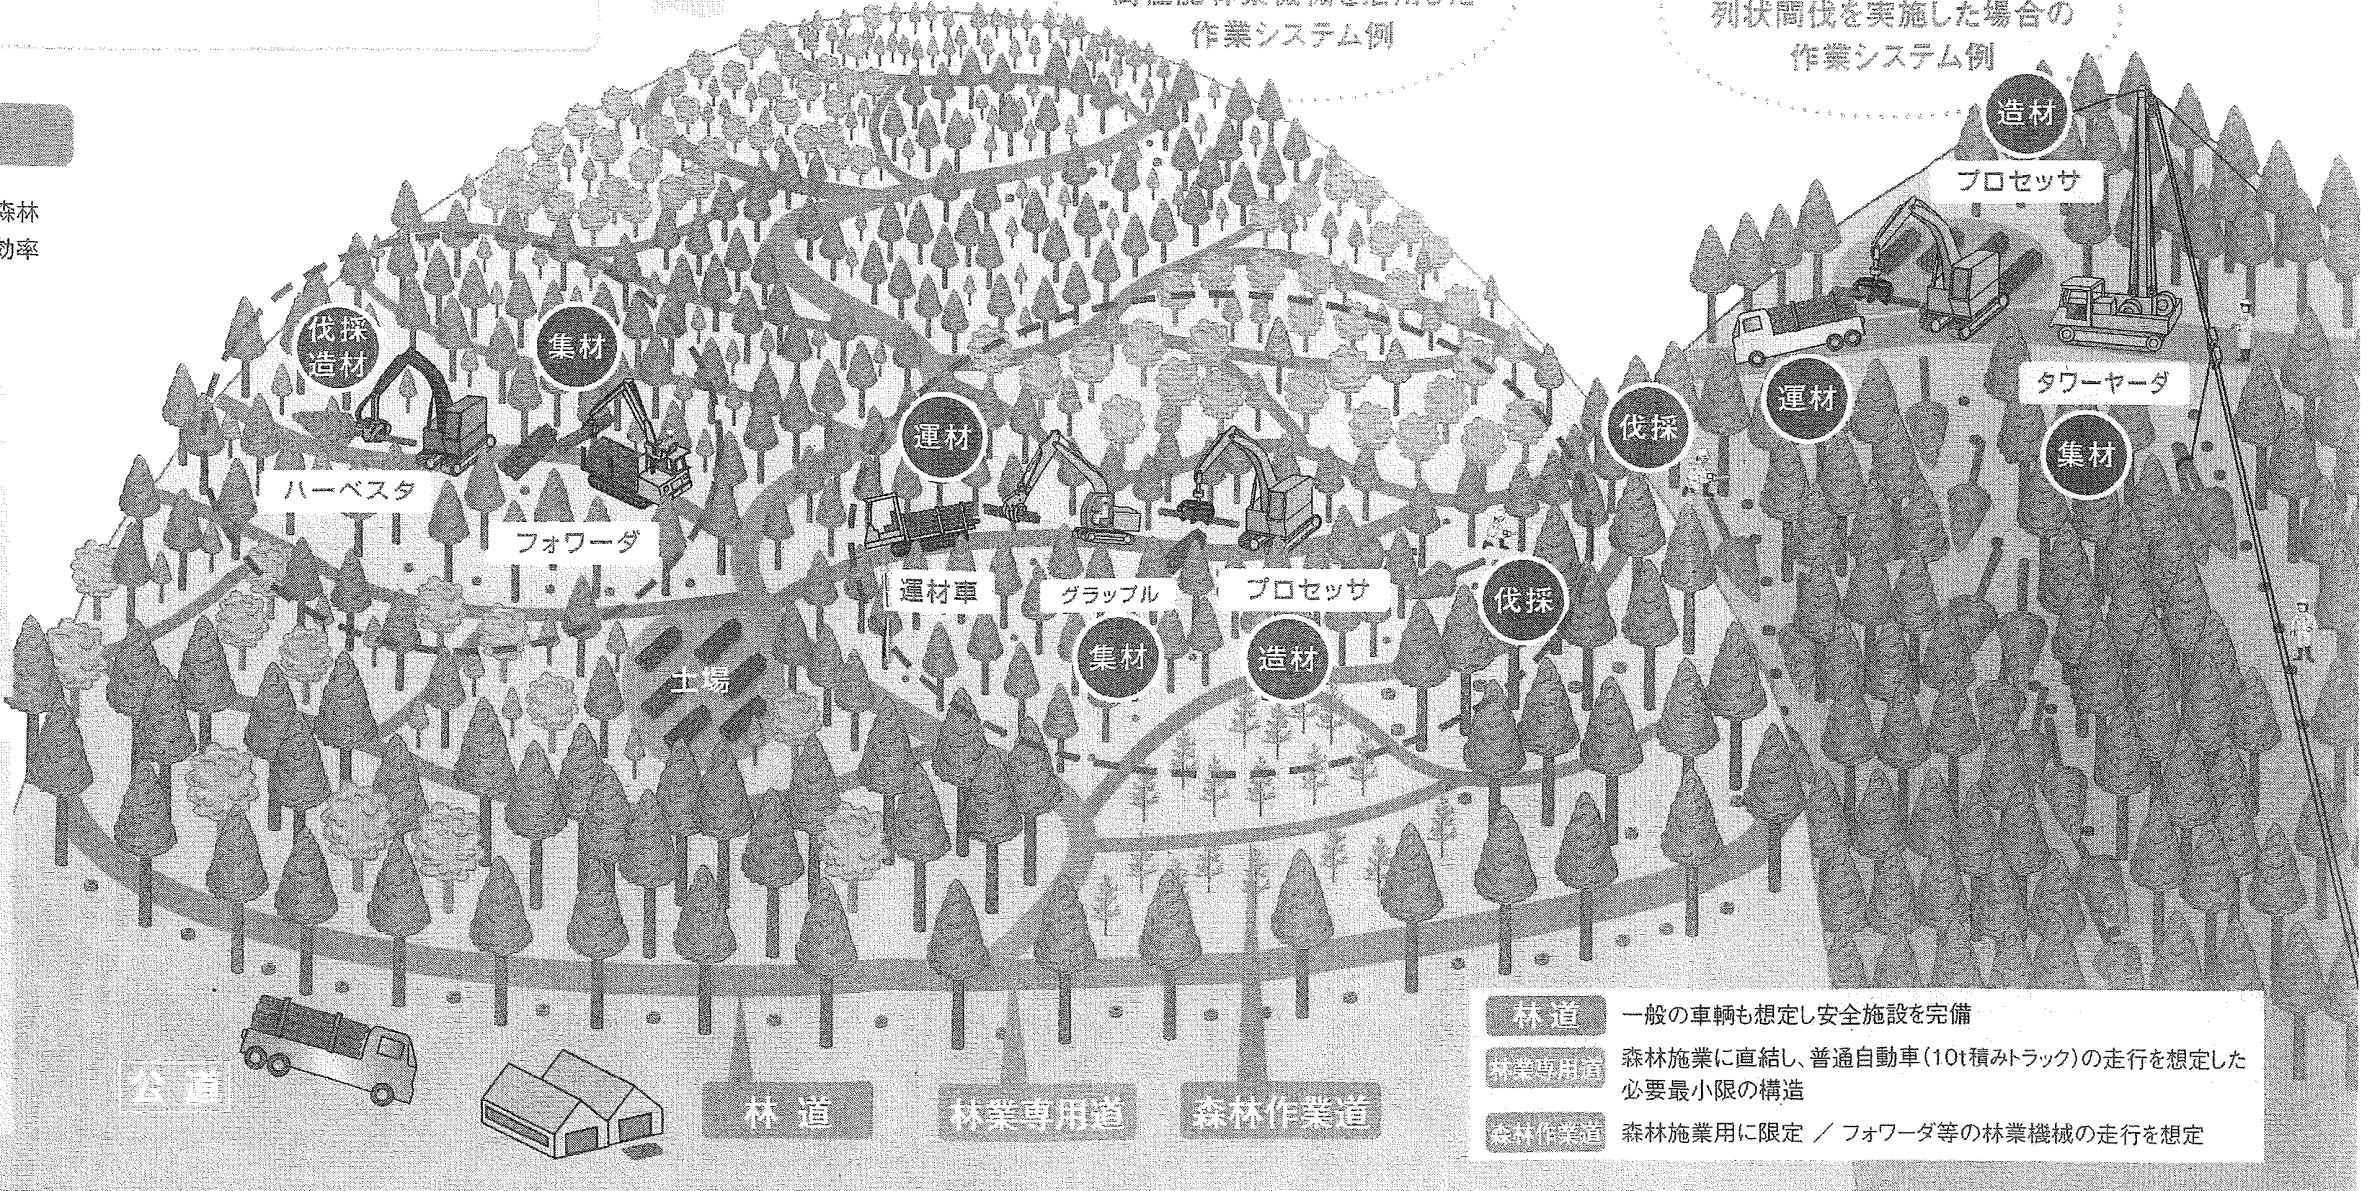 作業システム例
列状間伐を実施した場合の
作業システム例
森林
効率
造材
プロセッサ
伐採
造材
集材
運材
伐採
運材
タワーヤーダ
集材
ハーベスタ
フォワーダ
運材車
グラップル
プロセッサ
伐採
集材
造材
土場
公道
林道
林業専用道
森林作業道
林道 一般の車輌も想定し安全施設を完備
林業専用道 森林施業に直結し、普通自動車(10t積みトラック)の走行を想定した
必要最小限の構造
森林作業道 森林施業用に限定 / フォワーダ等の林業機械の走行を想定